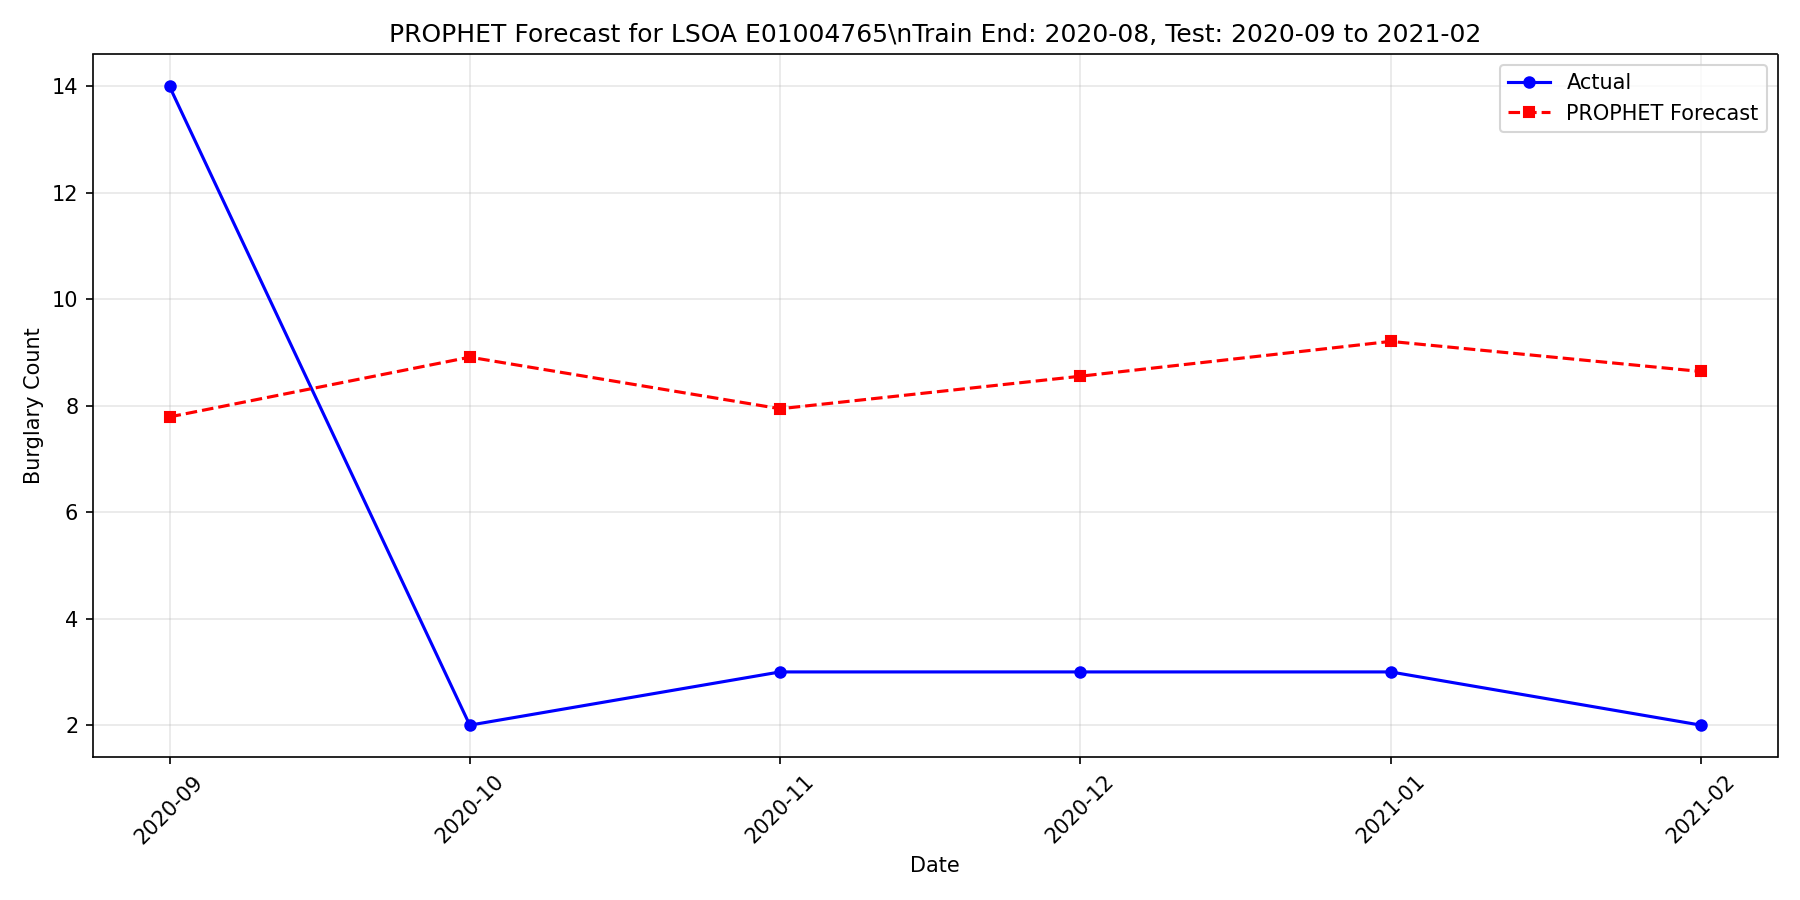 PROPHET Forecast for LSOA E01004765\nTrain End: 2020-08, Test: 2020-09 to 2021-02
Actual
PROPHET Forecast
Burglary Count
14
12
10
8
6
4
2
2020-09
2020-10
2020-11
2020-12
2021-01
2021-02
Date